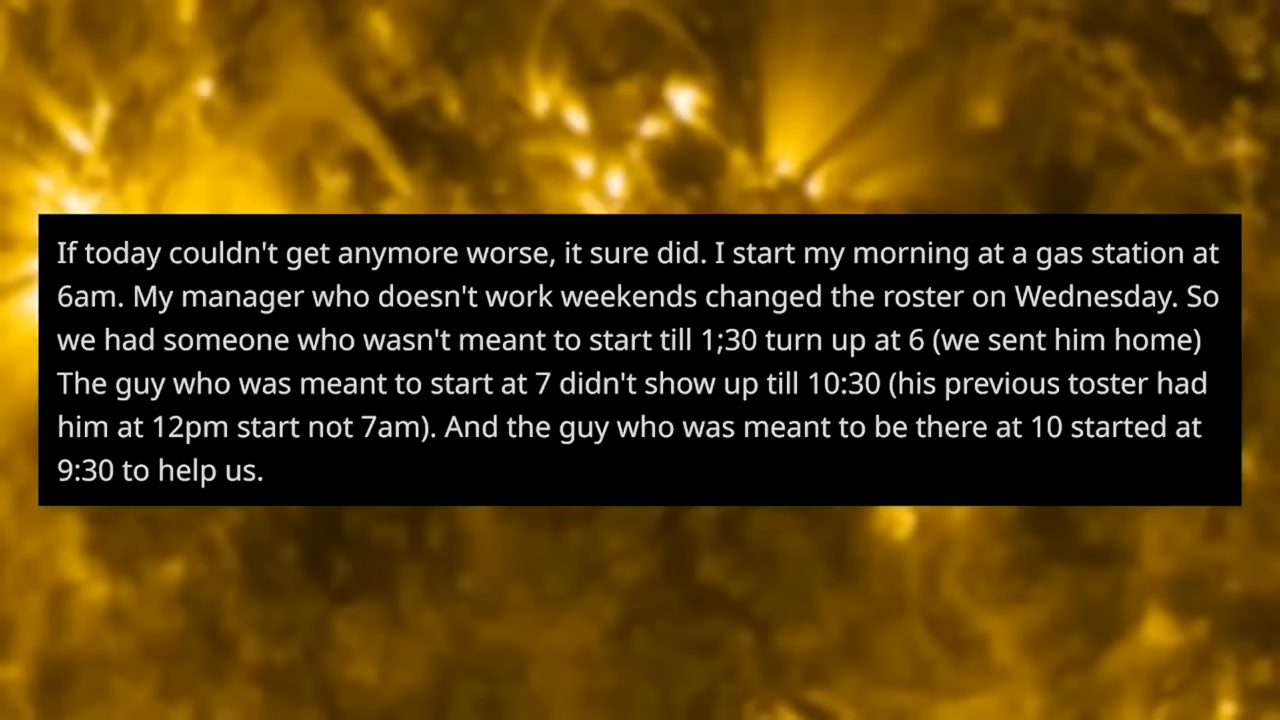 If today couldn't get anymore worse, it sure did. I start my morning at a gas station at
6am. My manager who doesn't work weekends changed the roster on Wednesday. So
we had someone who wasn't meant to start till 1;30 turn up at 6 (we sent him home)
The guy who was meant to start at 7 didn't show up till 10:30 (his previous toster had
him at 12pm start not 7am). And the guy who was meant to be there at 10 started at
9:30 to help us.